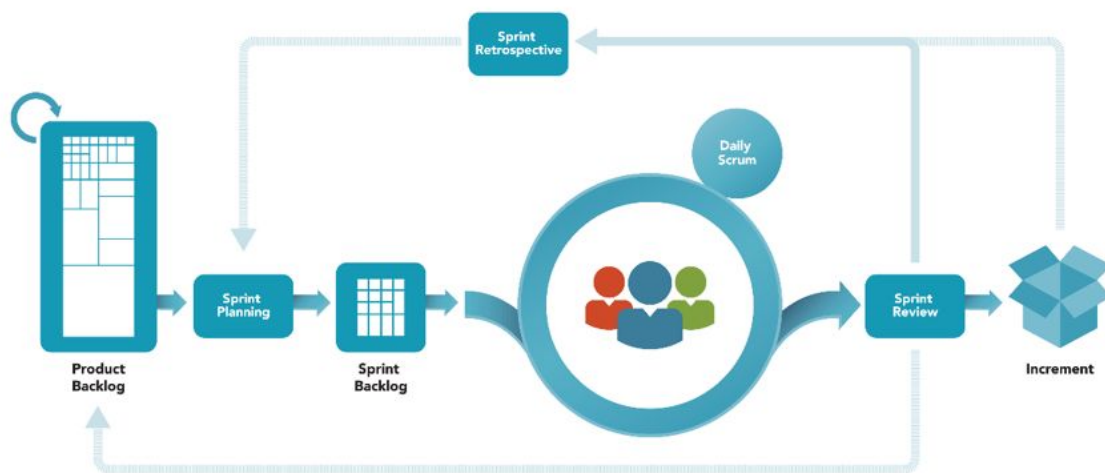 Sprint
Retrospective
Daily
Scrum
Sprint
Planning
Sprint
Review
Product
Backlog
Sprint
Backlog
Increment